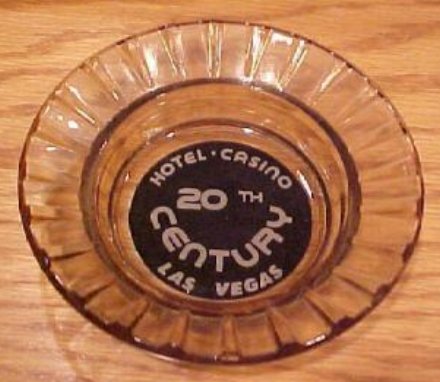 HOTEL · CASINO
20 TH
CENTURY
LAS VEGAS